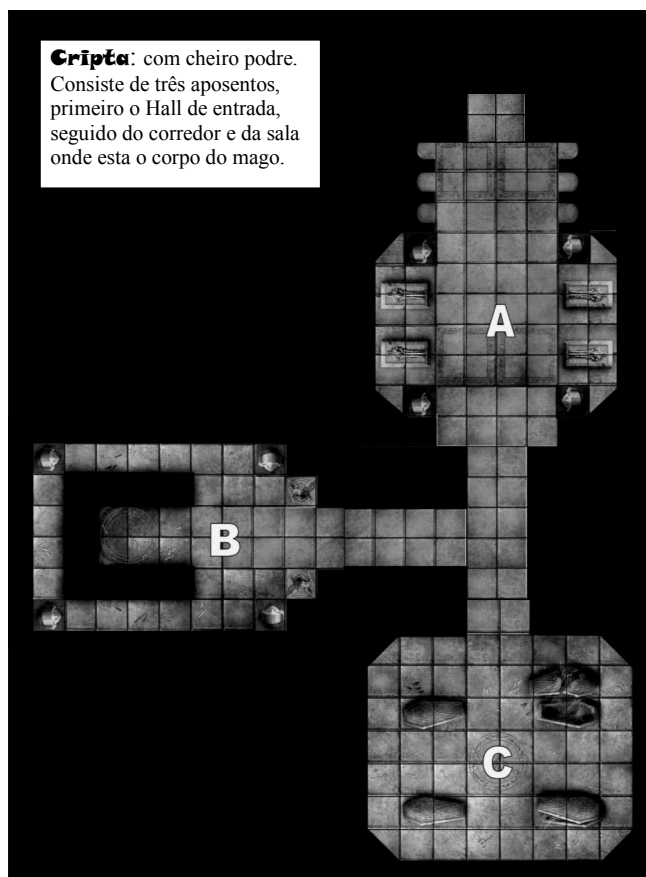 Cripta: com cheiro podre.
Consiste de três aposentos,
primeiro o Hall de entrada,
seguido do corredor e da sala
onde esta o corpo do mago.
A
B
C